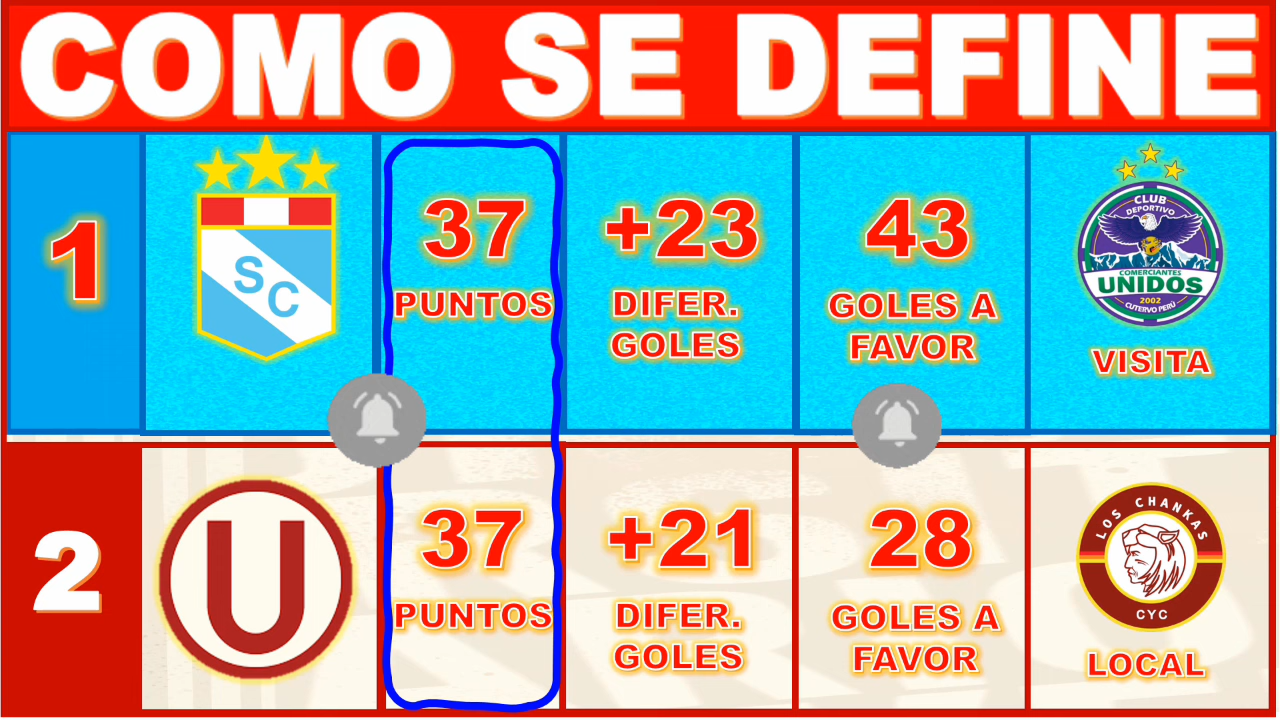 COMO SE DEFINE
1
SC
37
PUNTOS
+23
DIFER.
GOLES
43
GOLES A
FAVOR
CLUB
DEPORTIVO
COMERCIANTES
UNIDOS
2002
CUTERVO PERÚ
VISITA
2
U
37
PUNTOS
+21
DIFER.
GOLES
28
GOLES A
FAVOR
LOS CHANKAS
CYC
LOCAL